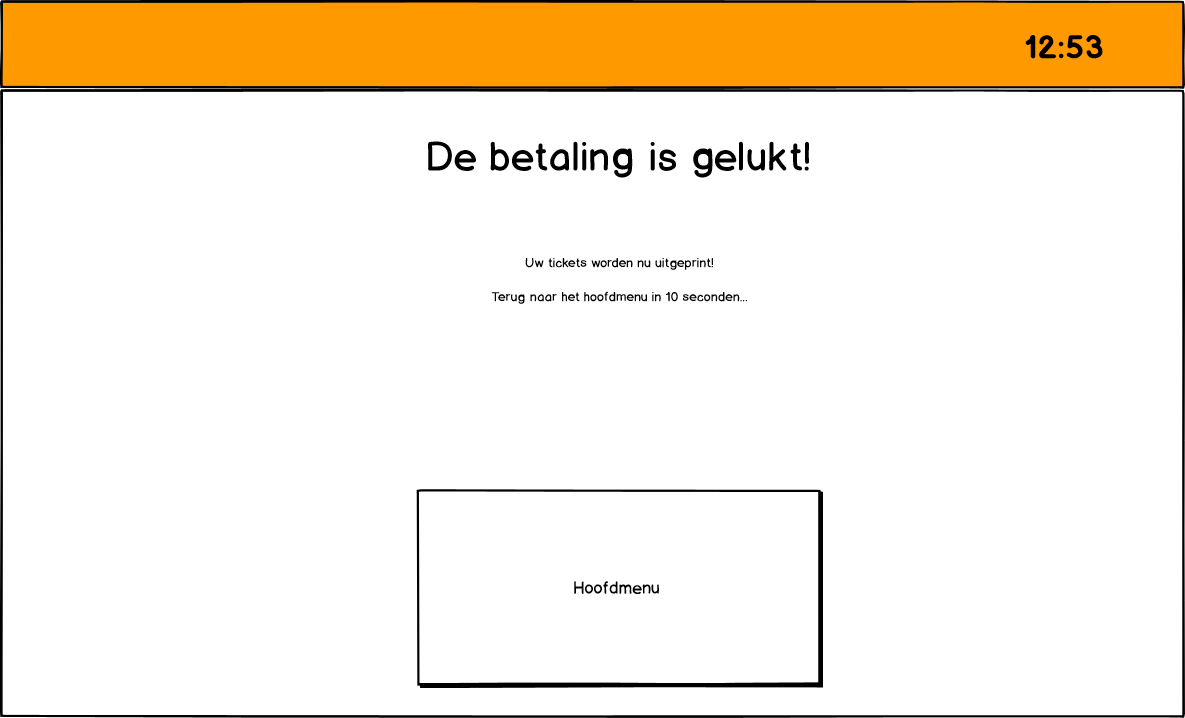 12:53
De betaling is gelukt!
Uw tickets worden nu uitgeprint!
Terug naar het hoofdmenu in 10 seconden...
Hoofdmenu